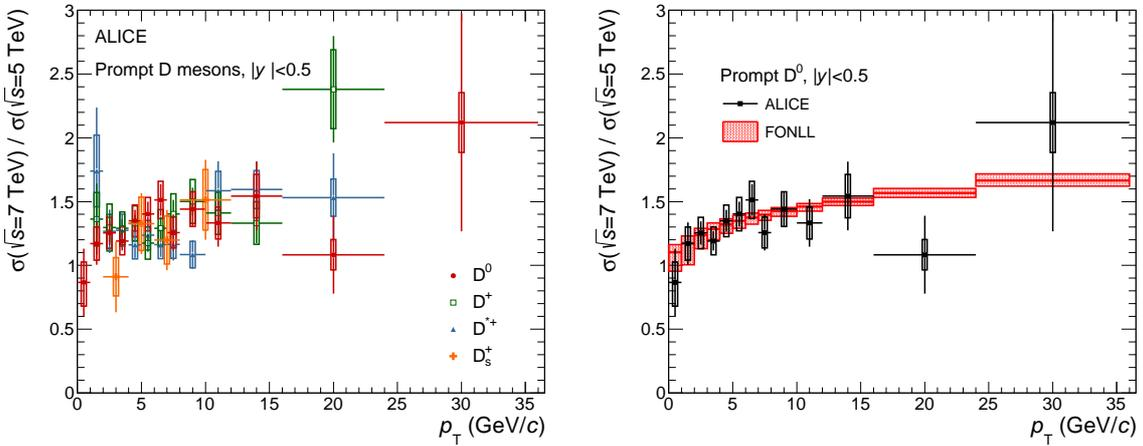 σ(√s=7 TeV) / σ(√s=5 TeV)
3
2.5
2
1.5
1
0.5
0
ALICE
Prompt D mesons, |y |<0.5
D⁰
D⁺
D*⁺
Dₛ⁺
0 5 10 15 20 25 30 35
p_T (GeV/c)
σ(√s=7 TeV) / σ(√s=5 TeV)
3
2.5
2
1.5
1
0.5
0
Prompt D⁰, |y|<0.5
ALICE
FONLL
0 5 10 15 20 25 30 35
p_T (GeV/c)